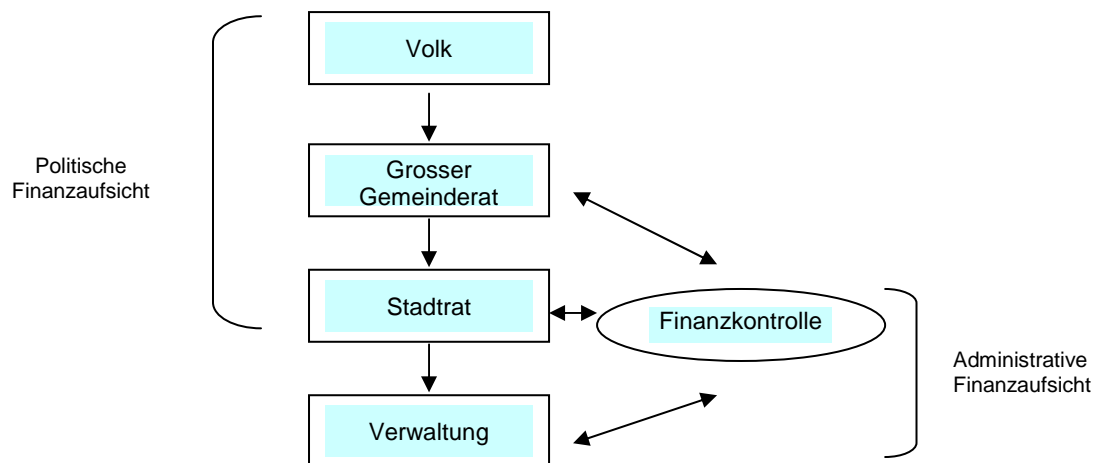 Volk
Politische
Finanzaufsicht
Grosser
Gemeinderat
Stadtrat
Finanzkontrolle
Administrative
Finanzaufsicht
Verwaltung